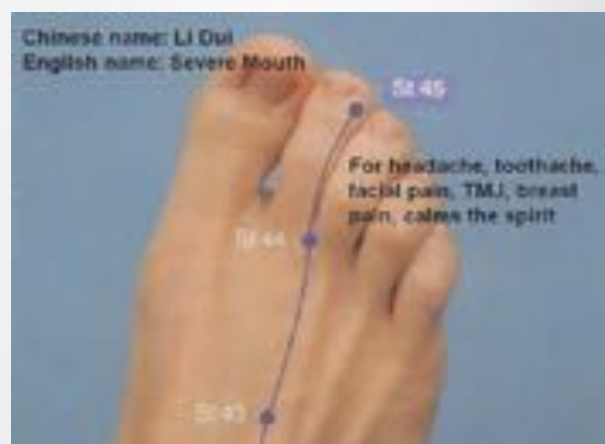 Chinese name: Li Dui
English name: Severe Mouth
St 45
For headache, toothache,
facial pain, TMJ, breast
pain, calms the spirit
St 44
St 43